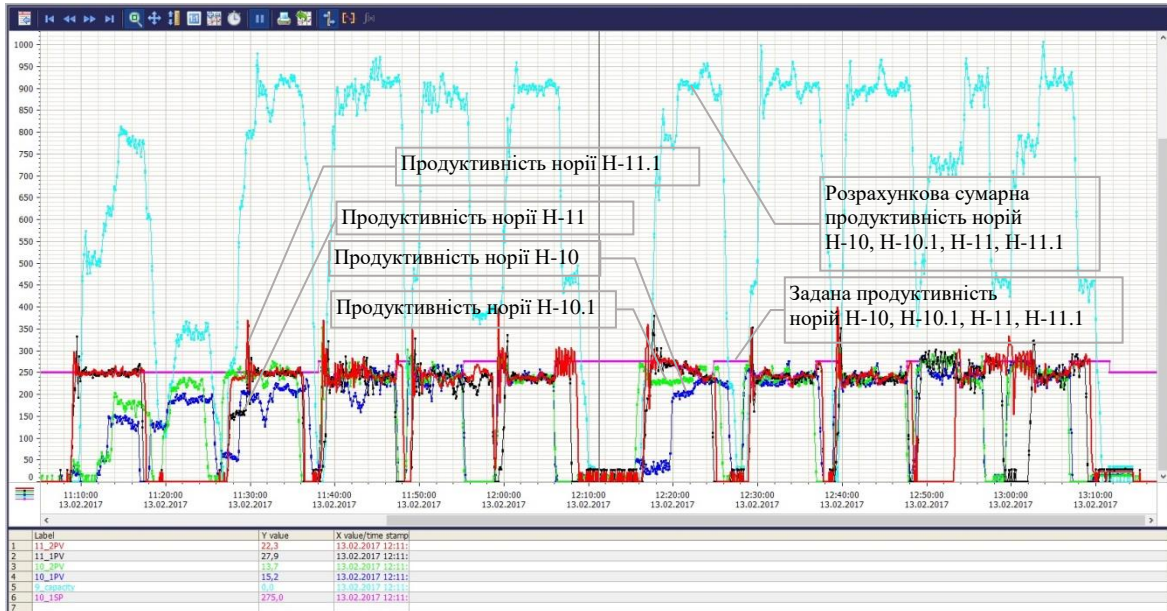 1000
950
900
850
800
750
700
650
600
550
500
450
400
350
300
250
200
150
100
50
0
Продуктивність норії Н-11.1
Продуктивність норії Н-11
Продуктивність норії Н-10
Продуктивність норії Н-10.1
Розрахункова сумарна
продуктивність норій
Н-10, Н-10.1, Н-11, Н-11.1
Задана продуктивність
норій Н-10, Н-10.1, Н-11, Н-11.1
11:10:00 11:20:00 11:30:00 11:40:00 11:50:00 12:00:00 12:10:00 12:20:00 12:30:00 12:40:00 12:50:00 13:00:00 13:10:00
13.02.2017 13.02.2017 13.02.2017 13.02.2017 13.02.2017 13.02.2017 13.02.2017 13.02.2017 13.02.2017 13.02.2017 13.02.2017 13.02.2017 13.02.2017
Label Y value X value/time stamp
1 11_2PV 22,3 13.02.2017 12:11:
2 11_1PV 27,9 13.02.2017 12:11:
3 10_2PV 13,7 13.02.2017 12:11:
4 10_1PV 15,2 13.02.2017 12:11:
5 9_capacity 0,0 13.02.2017 12:11:
6 10_1SP 275,0 13.02.2017 12:11:
7